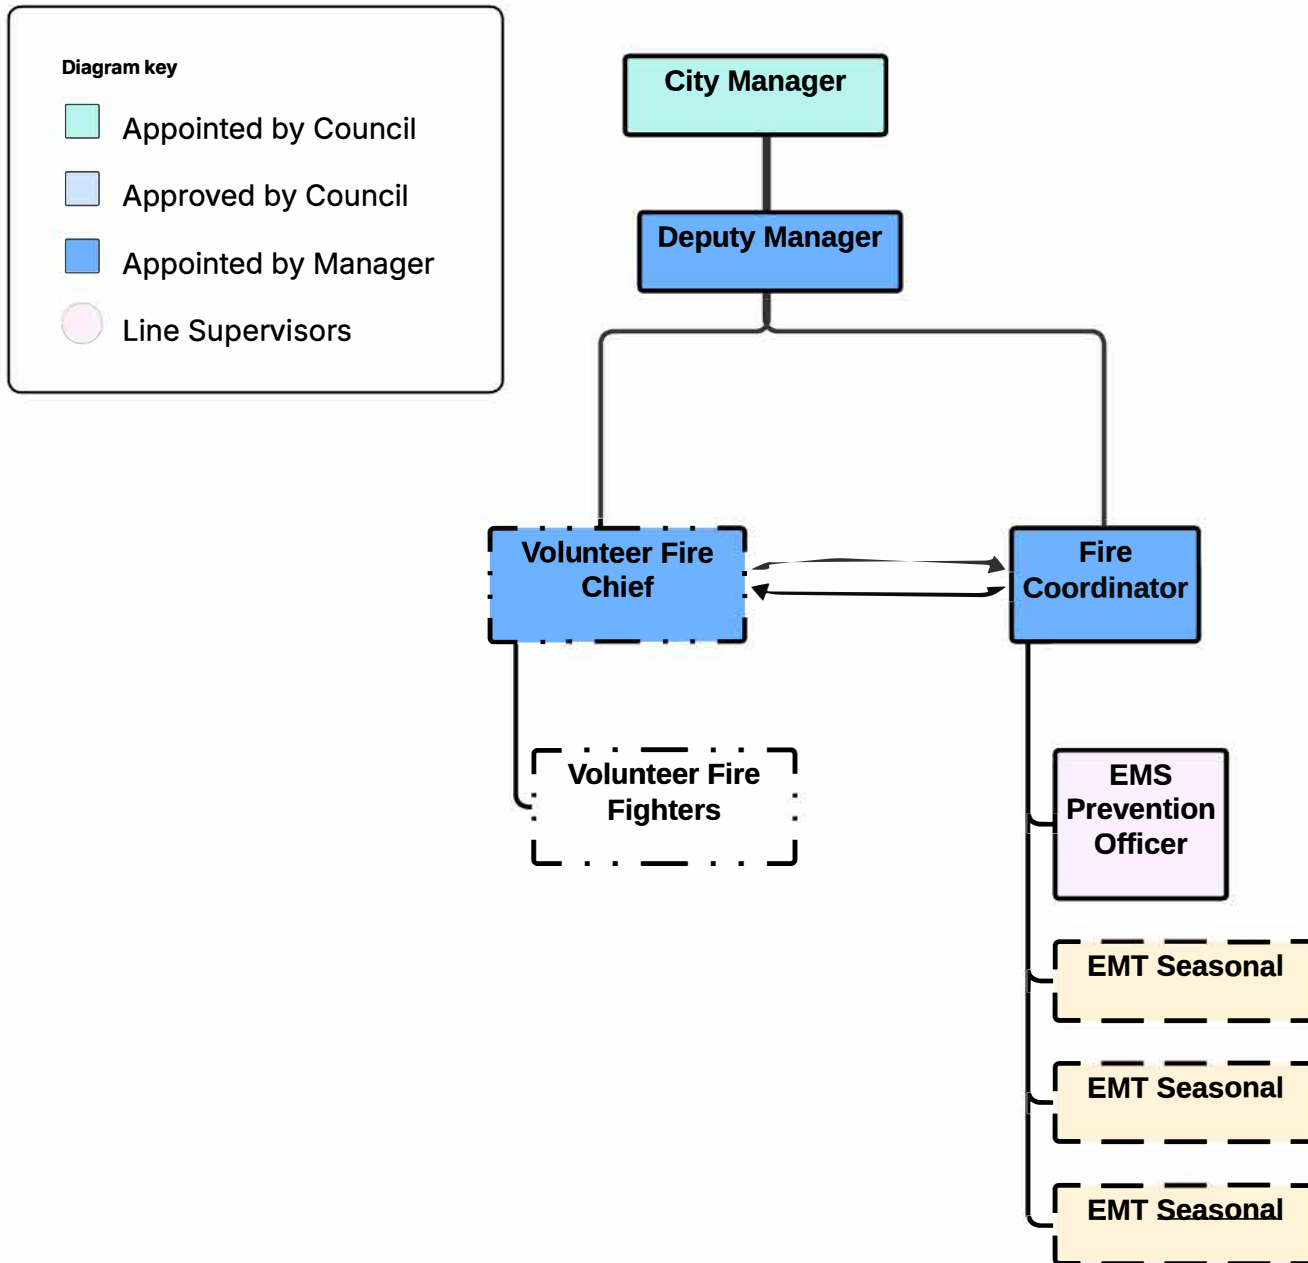 Diagram key
Appointed by Council
Approved by Council
Appointed by Manager
Line Supervisors
City Manager
Deputy Manager
Volunteer Fire
Chief
Fire
Coordinator
Volunteer Fire
Fighters
EMS
Prevention
Officer
EMT Seasonal
EMT Seasonal
EMT Seasonal